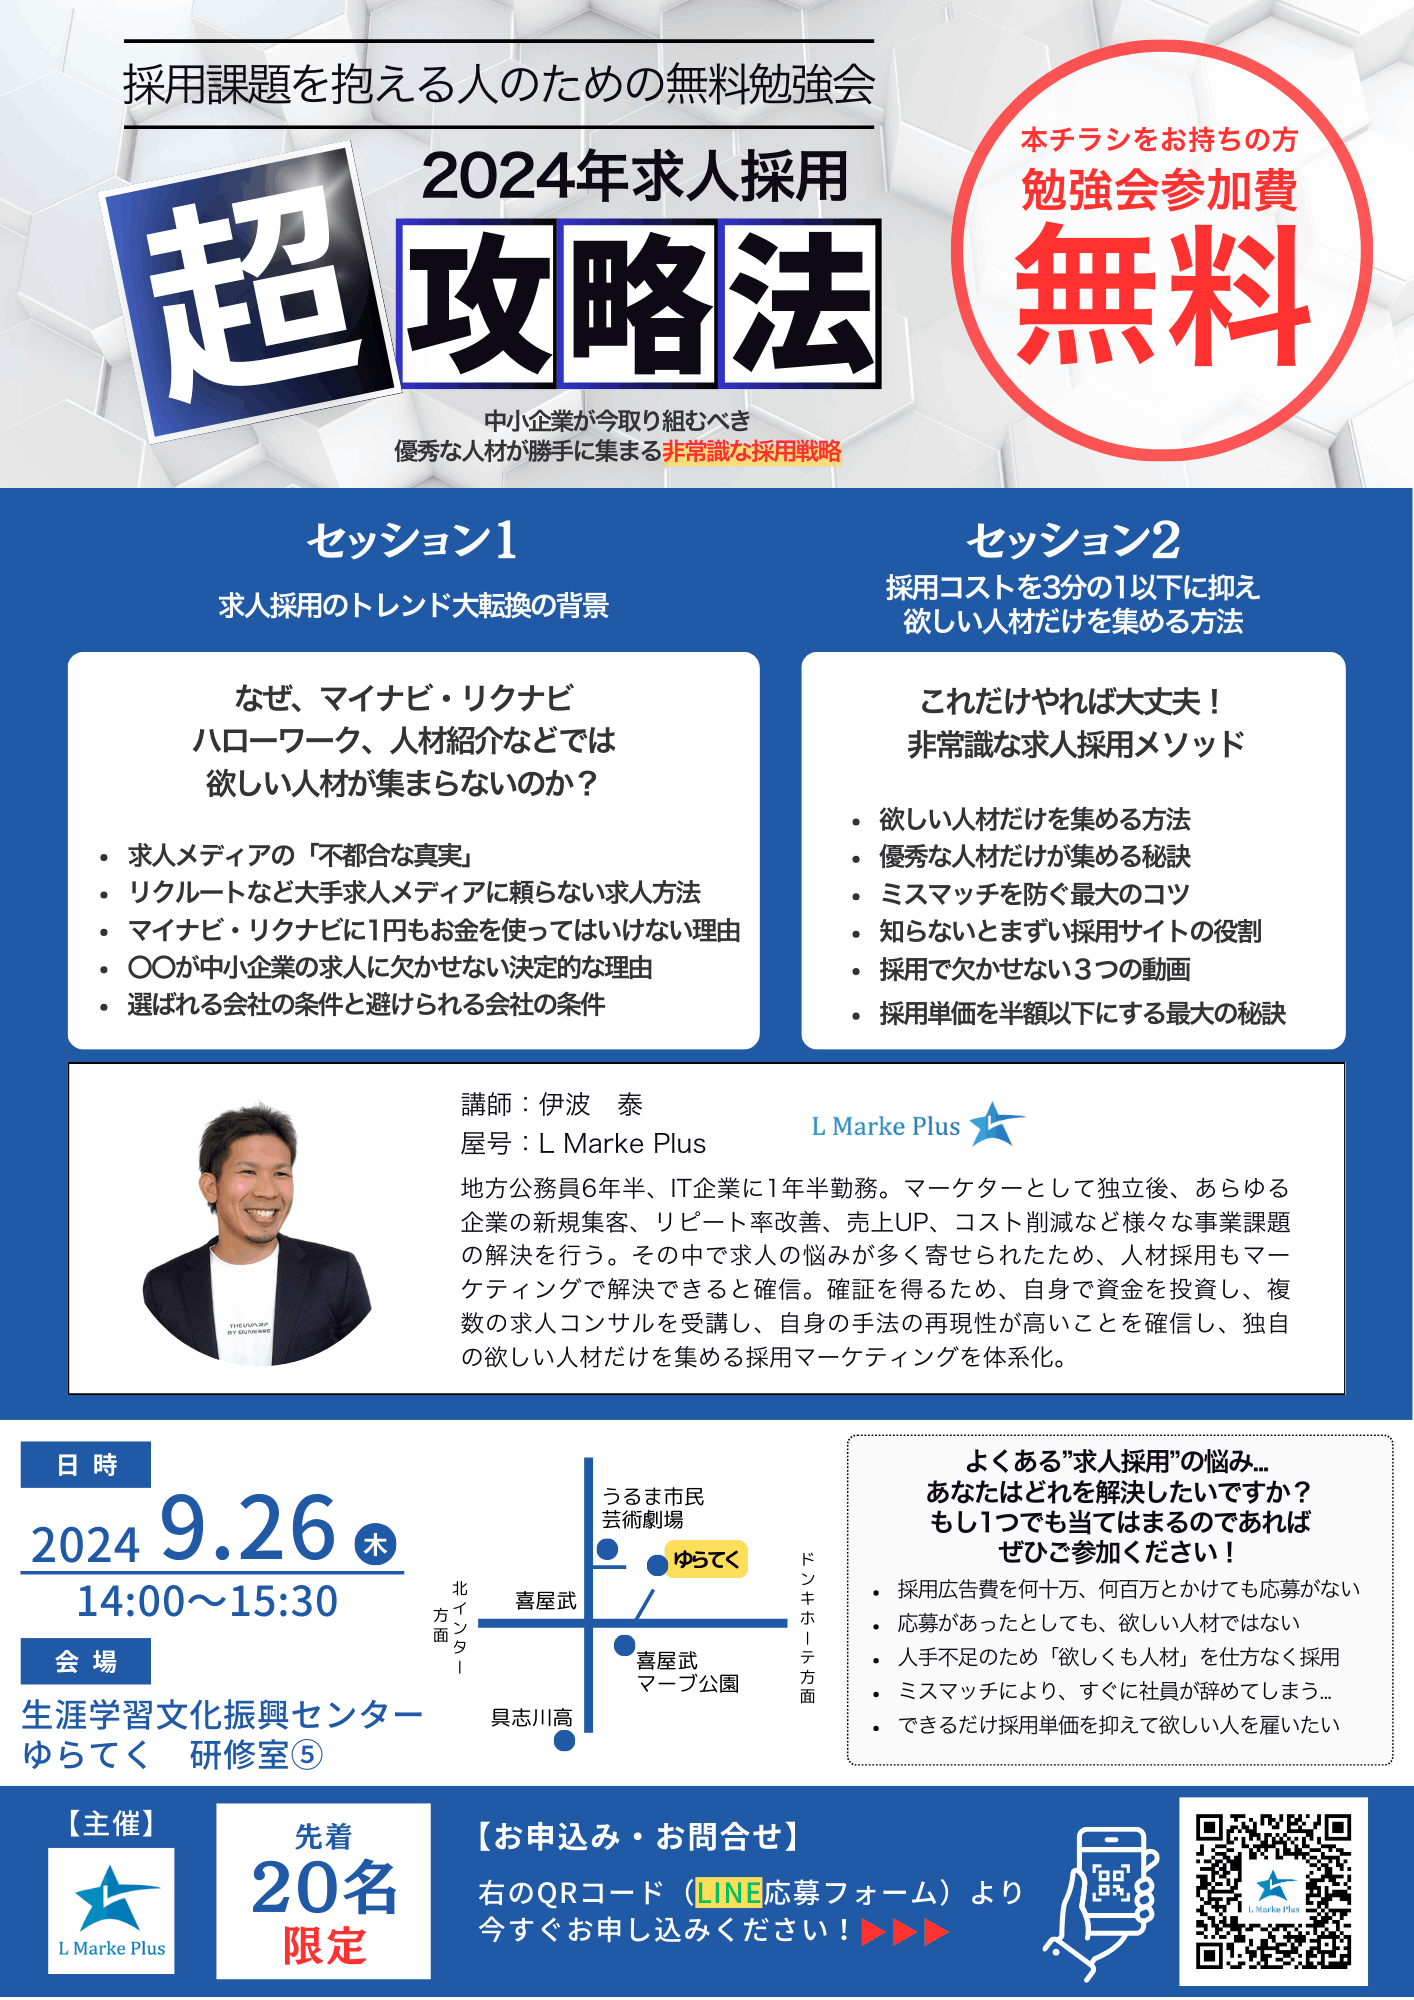 採用課題を抱える人のための無料勉強会
超
2024年求人採用
攻略法
中小企業が今取り組むべき
優秀な人材が勝手に集まる非常識な採用戦略
本チラシをお持ちの方
勉強会参加費
無料
セッション1
求人採用のトレンド大転換の背景
なぜ、マイナビ・リクナビ
ハローワーク、人材紹介などでは
欲しい人材が集まらないのか？
• 求人メディアの「不都合な真実」
• リクルートなど大手求人メディアに頼らない求人方法
• マイナビ・リクナビに1円もお金を使ってはいけない理由
• 〇〇が中小企業の求人に欠かせない決定的な理由
• 選ばれる会社の条件と避けられる会社の条件
セッション2
採用コストを3分の1以下に抑え
欲しい人材だけを集める方法
これだけやれば大丈夫！
非常識な求人採用メソッド
• 欲しい人材だけを集める方法
• 優秀な人材だけが集める秘訣
• ミスマッチを防ぐ最大のコツ
• 知らないとまずい採用サイトの役割
• 採用で欠かせない３つの動画
• 採用単価を半額以下にする最大の秘訣
講師：伊波　泰
屋号：L Marke Plus
L Marke Plus
地方公務員6年半、IT企業に1年半勤務。マーケターとして独立後、あらゆる
企業の新規集客、リピート率改善、売上UP、コスト削減など様々な事業課題
の解決を行う。その中で求人の悩みが多く寄せられたため、人材採用もマー
ケティングで解決できると確信。確証を得るため、自身で資金を投資し、複
数の求人コンサルを受講し、自身の手法の再現性が高いことを確信し、独自
の欲しい人材だけを集める採用マーケティングを体系化。
日時
2024 9.26 木
14:00〜15:30
会場
生涯学習文化振興センター
ゆらてく　研修室⑤
うるま市民
芸術劇場
ゆらてく
喜屋武
北インター
方面
ドンキホーテ方面
喜屋武
マーブ公園
具志川高
よくある”求人採用”の悩み...
あなたはどれを解決したいですか？
もし1つでも当てはまるのであれば
ぜひご参加ください！
• 採用広告費を何十万、何百万とかけても応募がない
• 応募があったとしても、欲しい人材ではない
• 人手不足のため「欲しくも人材」を仕方なく採用
• ミスマッチにより、すぐに社員が辞めてしまう...
• できるだけ採用単価を抑えて欲しい人を雇いたい
【主催】
L Marke Plus
先着
20名
限定
【お申込み・お問合せ】
右のQRコード（LINE応募フォーム）より
今すぐお申し込みください！▶▶▶
L Marke Plus